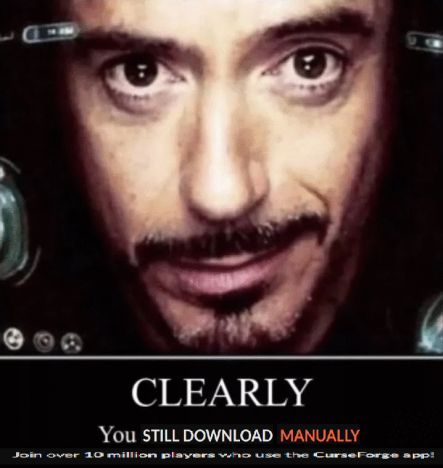 CLEARLY
You STILL DOWNLOAD MANUALLY
Join over 10 million players who use the CurseForge app!